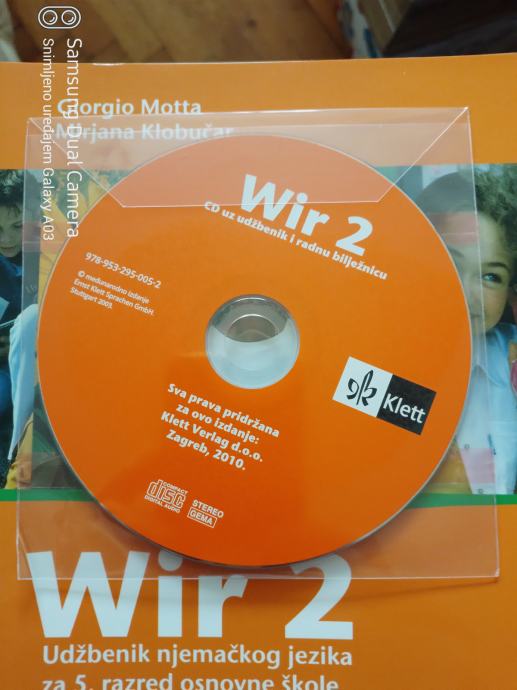 Samsung Dual Camera
Snimljeno uređajem Galaxy A03
Giorgio Motta
Mirjana Klobučar
Wir 2
CD uz udžbenik i radnu bilježnicu
978-953-295-005-2
© međunarodno izdanje
Ernst Klett Sprachen GmbH,
Stuttgart 2003.
Klett
Sva prava pridržana
za ovo izdanje:
Klett Verlag d.o.o.
Zagreb, 2010.
COMPACT
disc
DIGITAL AUDIO
STEREO
GEMA
Wir 2
Udžbenik njemačkog jezika
za 5. razred osnovne škole